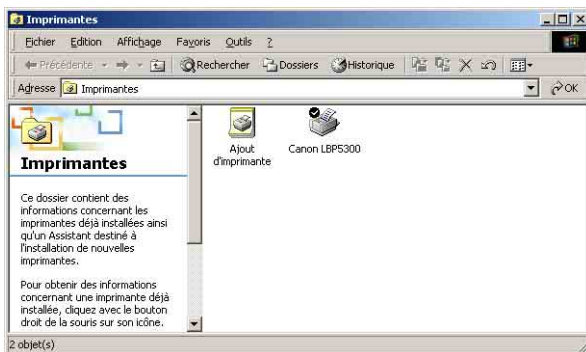 Imprimantes
Fichier Edition Affichage Favoris Outils ?
Précédente Rechercher Dossiers Historique
Adresse Imprimantes OK
Imprimantes
Ce dossier contient des
informations concernant les
imprimantes déjà installées ainsi
qu'un Assistant destiné à
l'installation de nouvelles
imprimantes.
Pour obtenir des informations
concernant une imprimante déjà
installée, cliquez avec le bouton
droit de la souris sur son icône.
Ajout
d'imprimante
Canon LBP5300
2 objet(s)